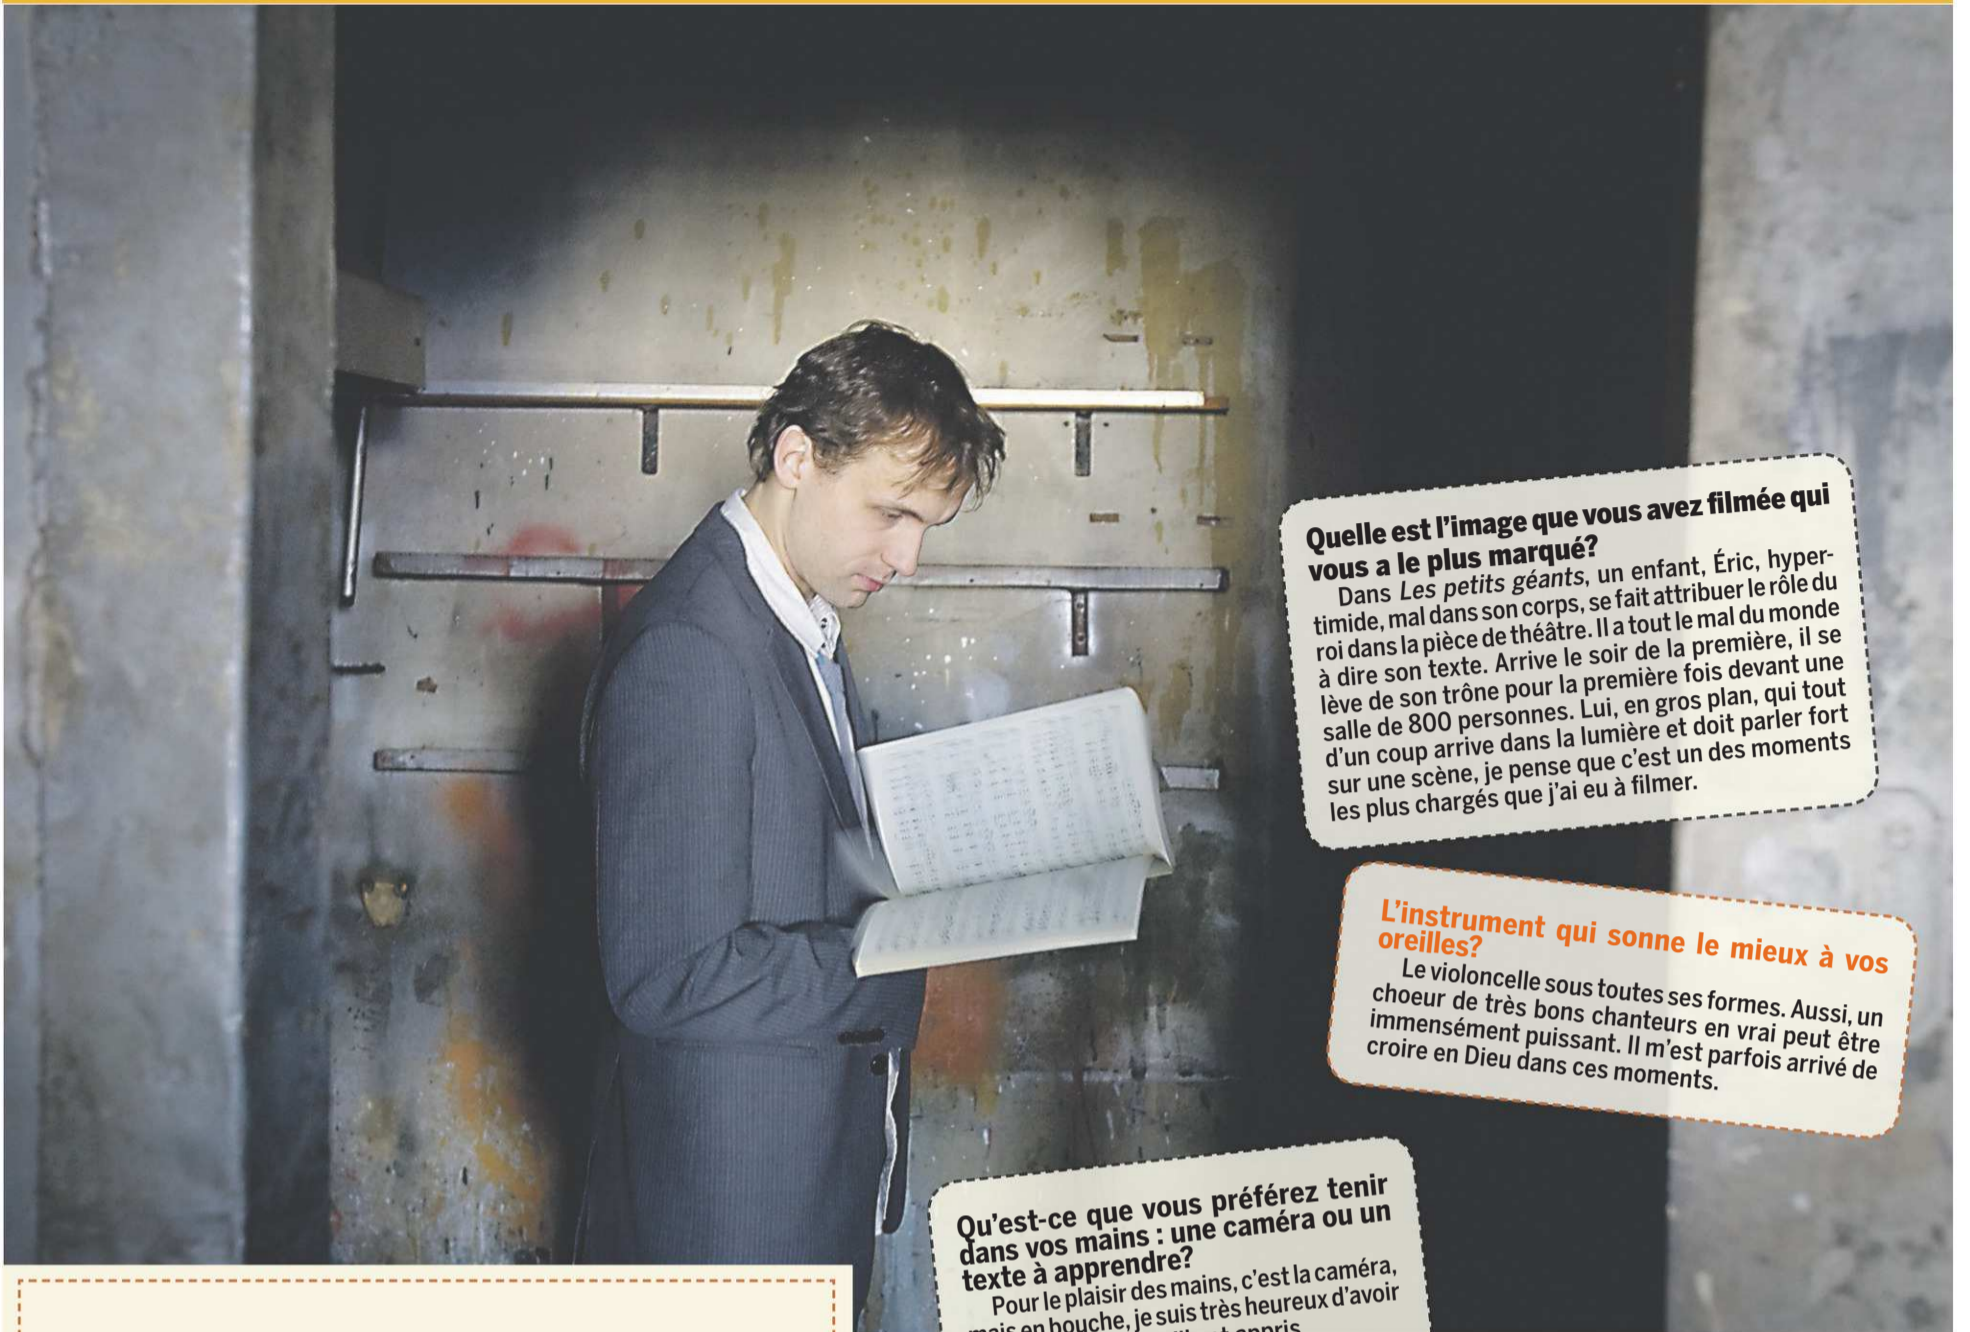 Quelle est l'image que vous avez filmée qui
vous a le plus marqué?
Dans Les petits géants, un enfant, Éric, hyper-
timide, mal dans son corps, se fait attribuer le rôle du
roi dans la pièce de théâtre. Il a tout le mal du monde
à dire son texte. Arrive le soir de la première, il se
lève de son trône pour la première fois devant une
salle de 800 personnes. Lui, en gros plan, qui tout
d'un coup arrive dans la lumière et doit parler fort
sur une scène, je pense que c'est un des moments
les plus chargés que j'ai eu à filmer.
L'instrument qui sonne le mieux à vos
oreilles?
Le violoncelle sous toutes ses formes. Aussi, un
choeur de très bons chanteurs en vrai peut être
immensément puissant. Il m'est parfois arrivé de
croire en Dieu dans ces moments.
Qu'est-ce que vous préférez tenir
dans vos mains : une caméra ou un
texte à apprendre?
Pour le plaisir des mains, c'est la caméra,
mais en bouche, je suis très heureux d'avoir
appris